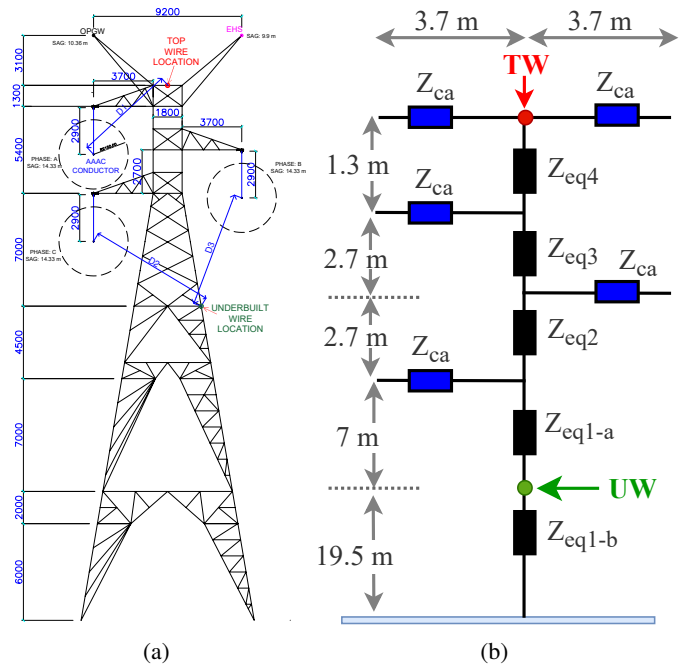 9200
OPGW
SAG: 10.36 m
EHS
SAG: 9.9 m
TOP
WIRE
LOCATION
3100
3700
1300
D1
1800
3700
2900
5400
PHASE: A
SAG: 14.33 m
AAAC
CONDUCTOR
2700
2900
PHASE: B
SAG: 14.33 m
2900
PHASE: C
SAG: 14.33 m
7000
D2
D3
UNDERBUILT
WIRE
LOCATION
4500
7000
2000
6000
(a)
3.7 m
3.7 m
TW
Zca
Zca
1.3 m
Zeq4
Zca
2.7 m
Zeq3
Zca
2.7 m
Zeq2
Zca
7 m
Zeq1-a
UW
19.5 m
Zeq1-b
(b)